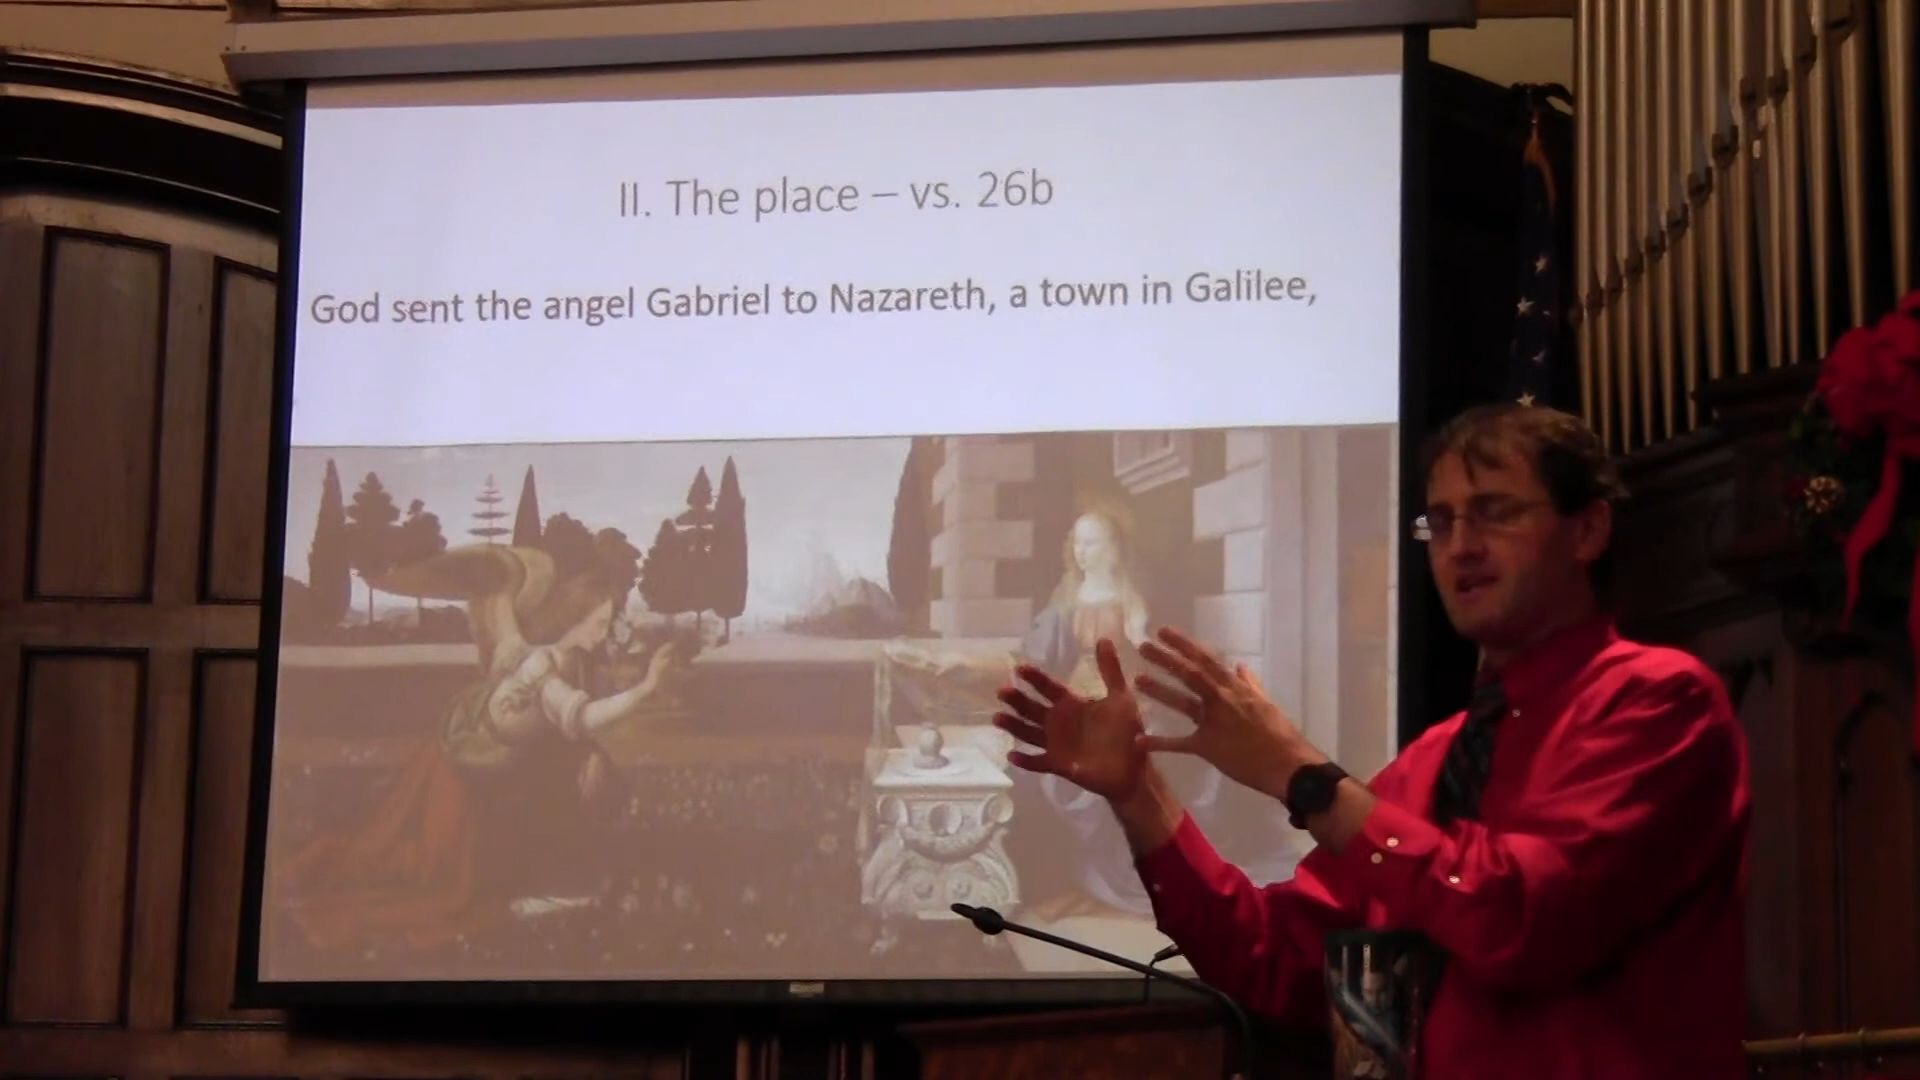 II. The place – vs. 26b
God sent the angel Gabriel to Nazareth, a town in Galilee,